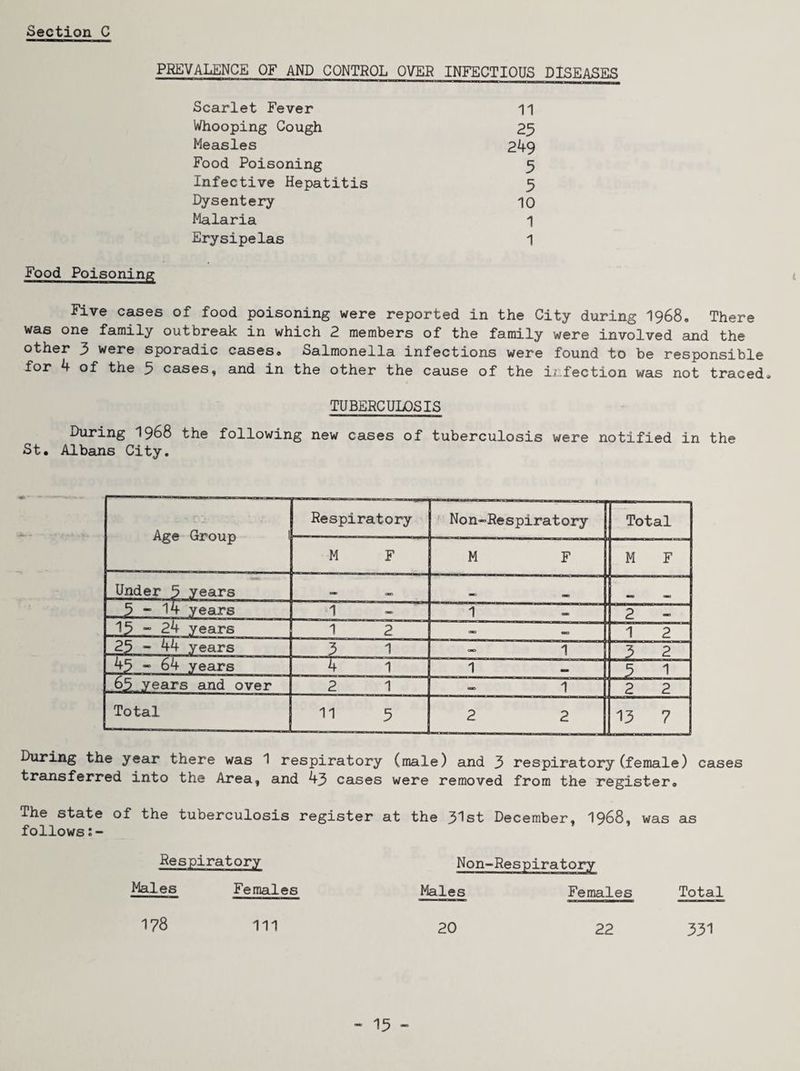 Section C
PREVALENCE OF AND CONTROL OVER INFECTIOUS DISEASES
Scarlet Fever 11
Whooping Cough 25
Measles 249
Food Poisoning 5
Infective Hepatitis 5
Dysentery 10
Malaria 1
Erysipelas 1
Food Poisoning
Five cases of food poisoning were reported in the City during 1968. There
was one family outbreak in which 2 members of the family were involved and the
other 3 were sporadic cases. Salmonella infections were found to be responsible
for 4 of the 5 cases, and in the other the cause of the infection was not traced.
TUBERCULOSIS
During 1968 the following new cases of tuberculosis were notified in the
St. Albans City.
Age Group Respiratory Non-Respiratory Total
M F M F M F
Under 5 years - - - - - -
5 - 14 years 1 - 1 - 2 -
15 - 24 years 1 2 - - 1 2
25 - 44 years 3 1 - 1 3 2
45 - 64 years 4 1 1 - 5 1
65 years and over 2 1 - 1 2 2
Total 11 5 2 2 13 7
During the year there was 1 respiratory (male) and 3 respiratory (female) cases
transferred into the Area, and 43 cases were removed from the register.
The state of the tuberculosis register at the 31st December, 1968, was as
follows:-
Respiratory Non-Respiratory
Males Females Males Females Total
178 111 20 22 331
- 15 -